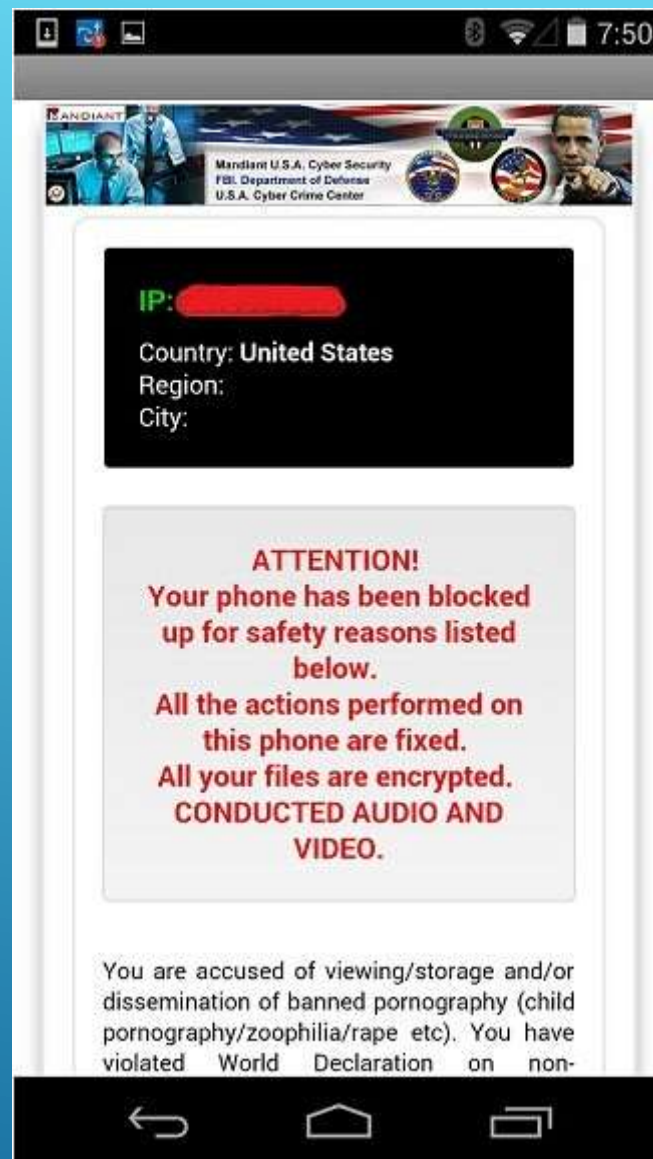 7:50
MANDIANT
Mandiant U.S.A. Cyber Security
FBI. Department of Defense
U.S.A. Cyber Crime Center
IP:
Country: United States
Region:
City:
ATTENTION!
Your phone has been blocked
up for safety reasons listed
below.
All the actions performed on
this phone are fixed.
All your files are encrypted.
CONDUCTED AUDIO AND
VIDEO.
You are accused of viewing/storage and/or
dissemination of banned pornography (child
pornography/zoophilia/rape etc). You have
violated World Declaration on non-